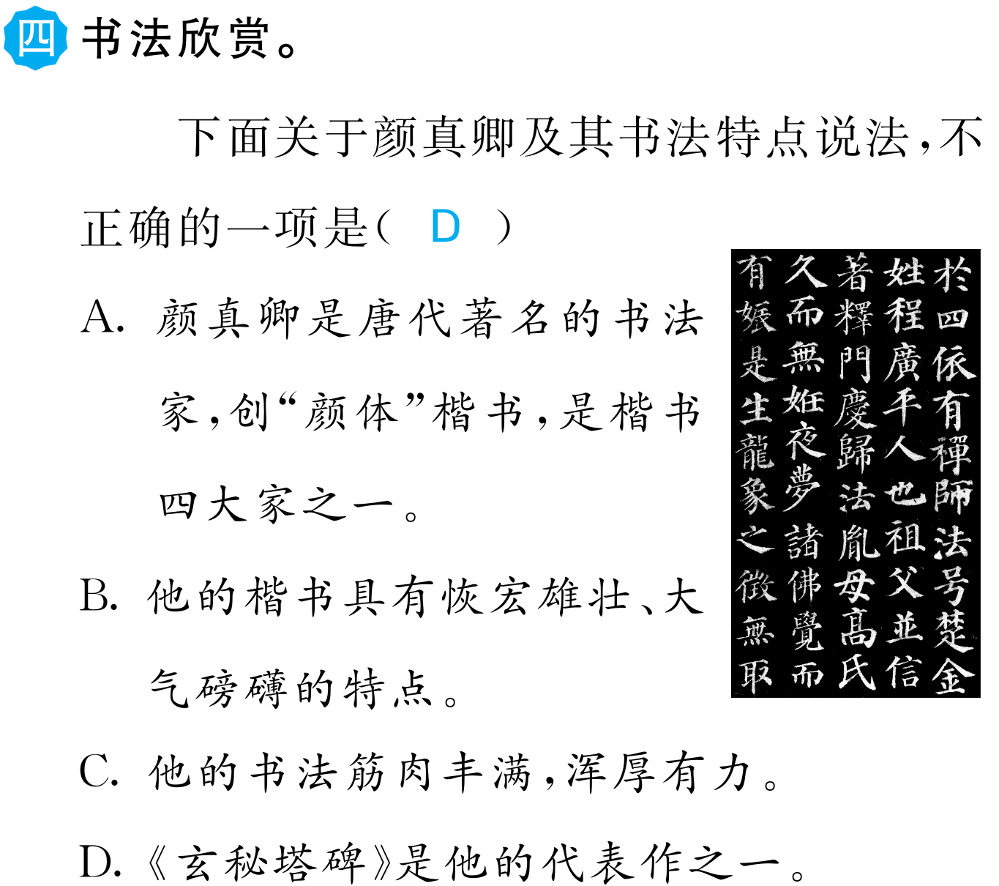 四 书法欣赏。
下面关于颜真卿及其书法特点说法,不
正确的一项是( D )
A. 颜真卿是唐代著名的书法
家,创“颜体”楷书,是楷书
四大家之一。
B. 他的楷书具有恢宏雄壮、大
气磅礴的特点。
C. 他的书法筋肉丰满,浑厚有力。
D.《玄秘塔碑》是他的代表作之一。
於四依有禪師法号楚金
姓程廣平人也祖父並信
著釋門慶歸法胤母髙氏
久而無姙夜夢諸佛覺而
有娠是生龍象之徵無取